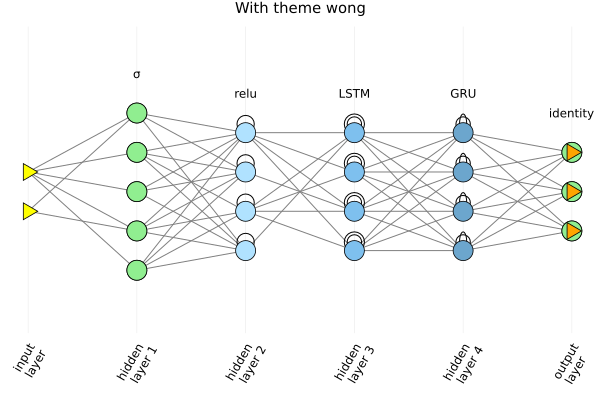 With theme wong
σ
relu
LSTM
GRU
identity
input
layer
hidden
layer 1
hidden
layer 2
hidden
layer 3
hidden
layer 4
output
layer